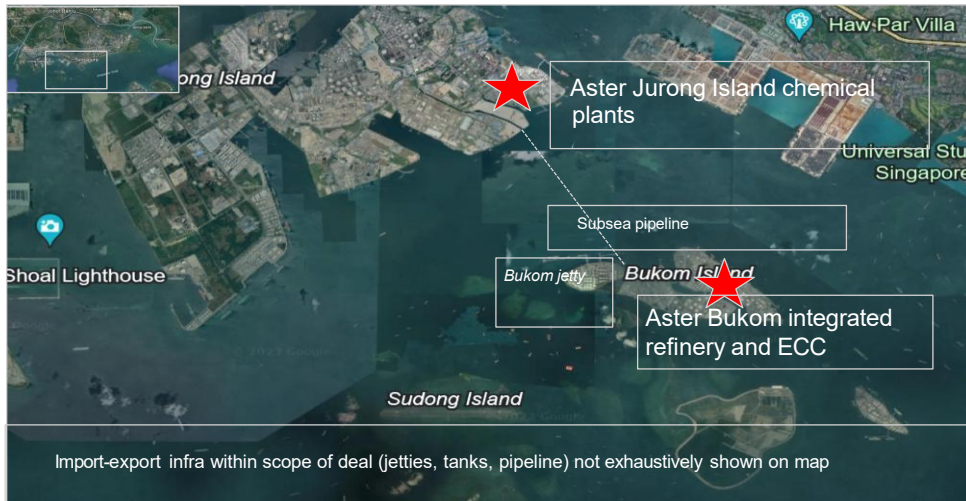 Haw Par Villa
ong Island
Aster Jurong Island chemical
plants
Universal Stu
Singapore
Subsea pipeline
Shoal Lighthouse
Bukom jetty
Bukom Island
Aster Bukom integrated
refinery and ECC
Sudong Island
Import-export infra within scope of deal (jetties, tanks, pipeline) not exhaustively shown on map